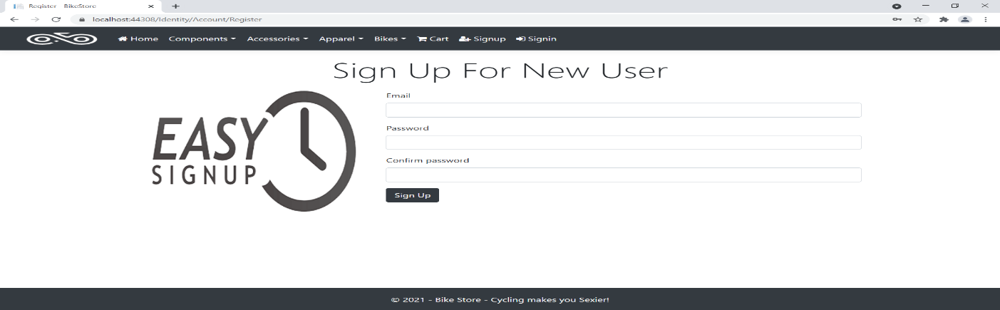 Register - BikeStore
localhost:44308/Identity/Account/Register
Home Components Accessories Apparel Bikes Cart Signup Signin
Sign Up For New User
EASY
SIGNUP
Email
Password
Confirm password
Sign Up
© 2021 - Bike Store - Cycling makes you Sexier!